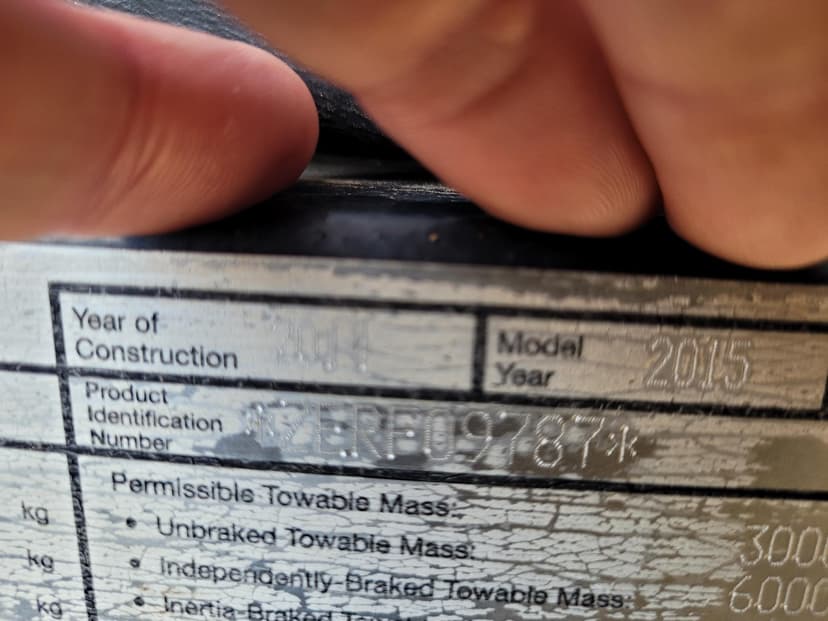 Year of
Construction
Model
Year
2015
Product
Identification
Number
*ZERF09787*
Permissible Towable Mass:
kg
• Unbraked Towable Mass:
3000
kg
• Independently-Braked Towable Mass:
6000
kg
• Inertia-Braked